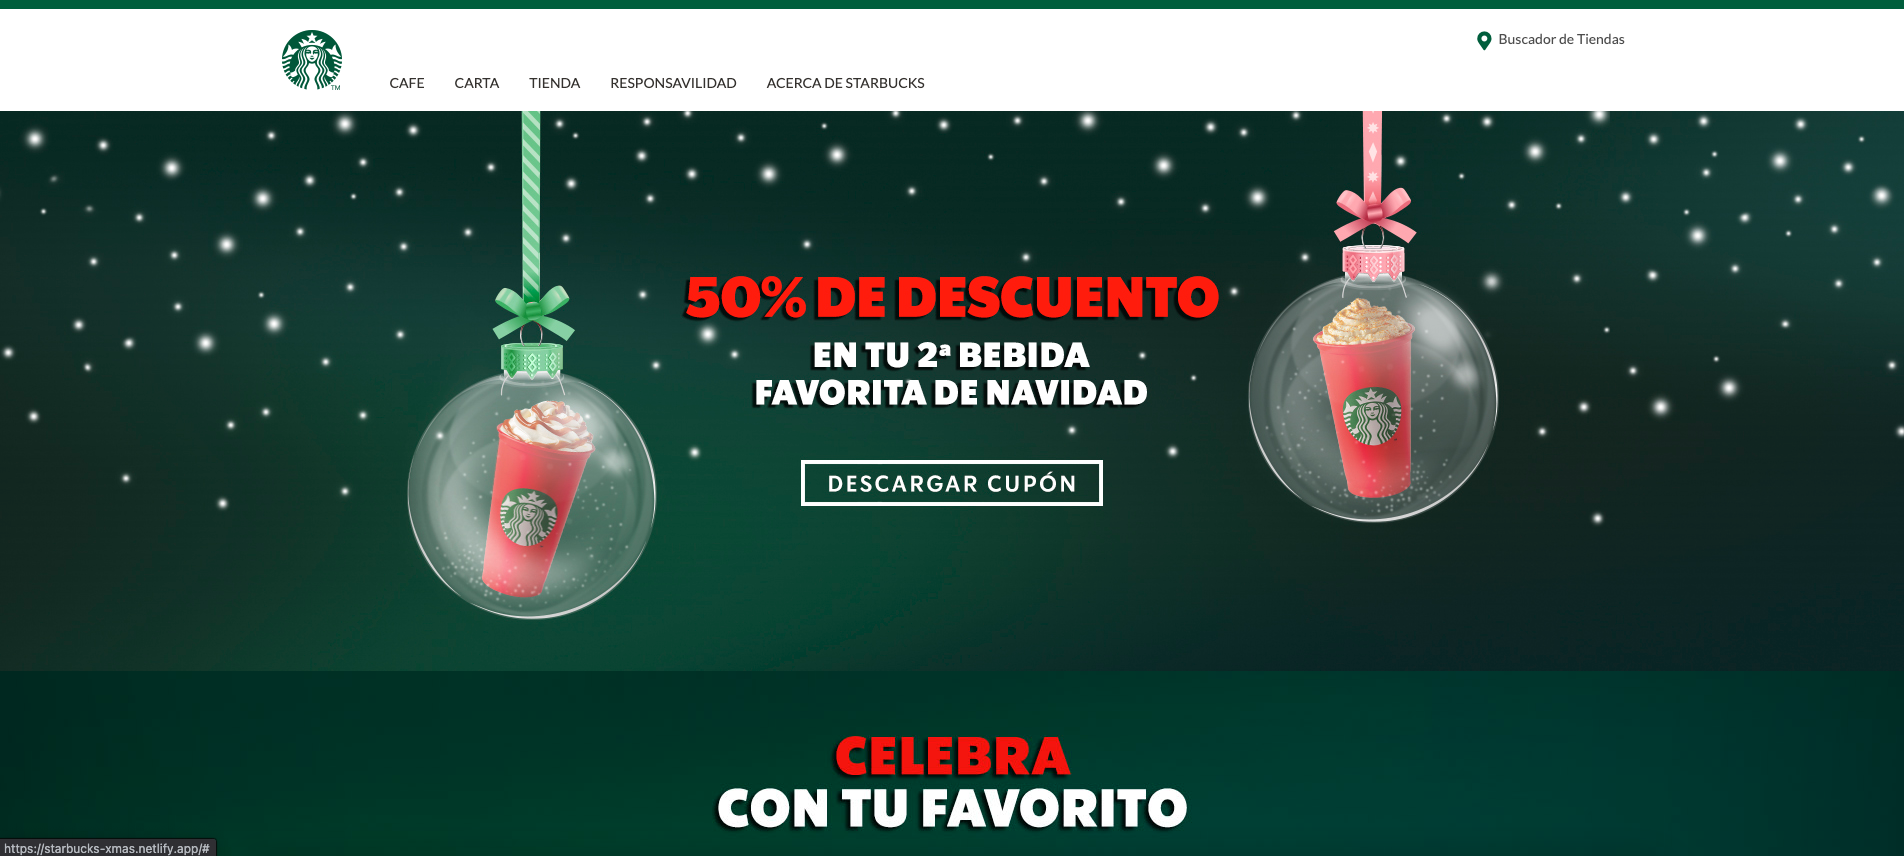 Buscador de Tiendas
CAFE CARTA TIENDA RESPONSAVILIDAD ACERCA DE STARBUCKS
TM
50% DE DESCUENTO
EN TU 2ª BEBIDA
FAVORITA DE NAVIDAD
DESCARGAR CUPÓN
CELEBRA
CON TU FAVORITO
https://starbucks-xmas.netlify.app/#